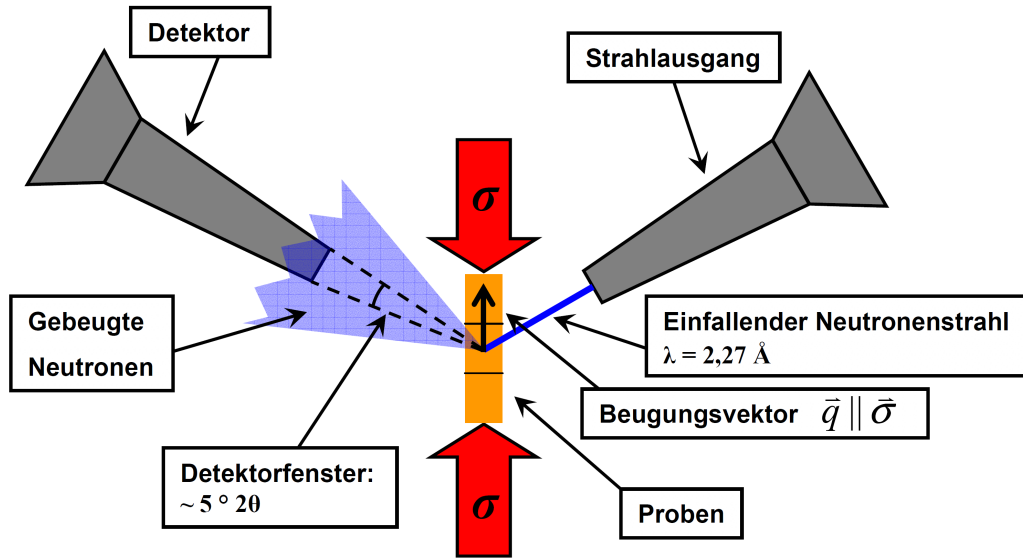 Detektor
Strahlausgang
σ
Gebeugte
Neutronen
Einfallender Neutronenstrahl
λ = 2,27 Å
Beugungsvektor q⃗ || σ⃗
Detektorfenster:
~ 5 ° 2θ
σ
Proben